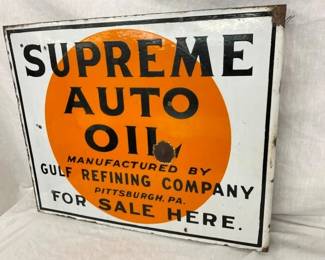 SUPREME
AUTO
OIL
MANUFACTURED BY
GULF REFINING COMPANY
PITTSBURGH, PA.
FOR SALE HERE.